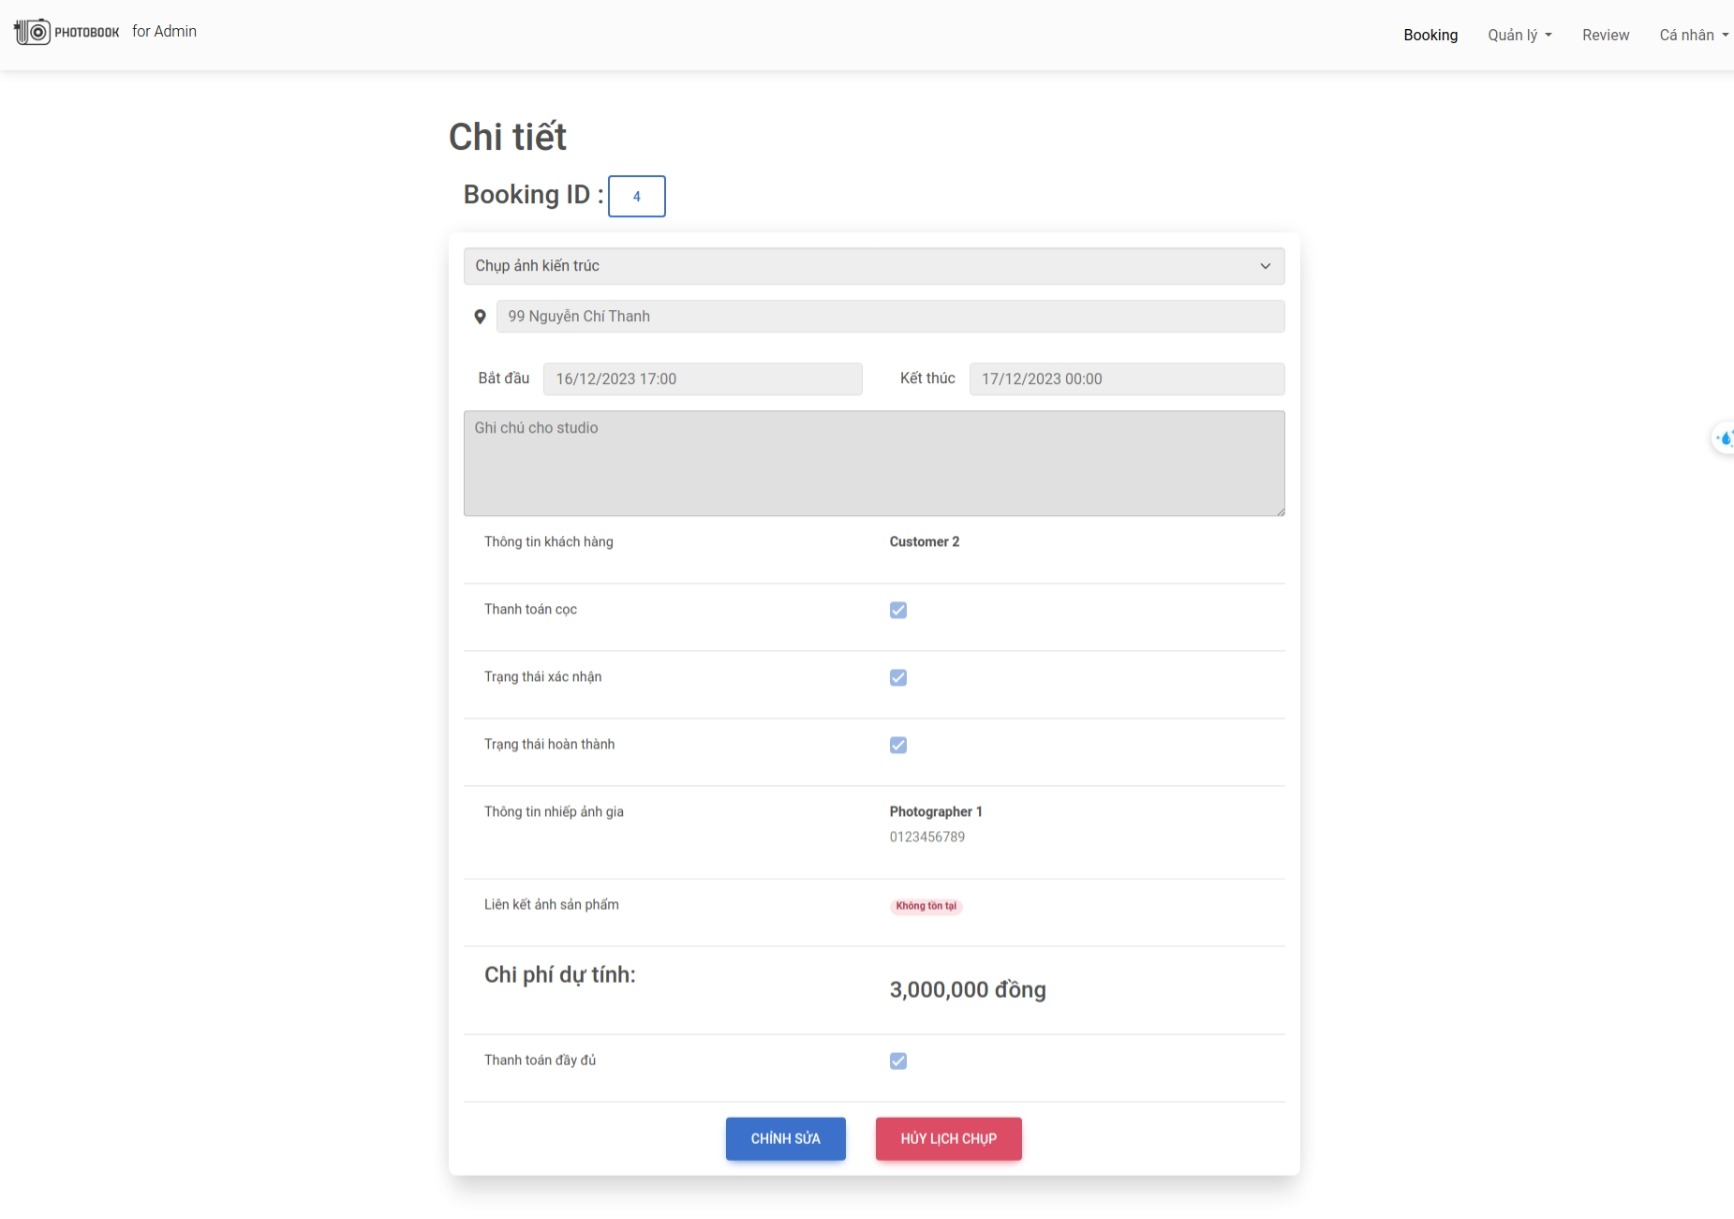 PHOTOBOOK for Admin
Booking Quản lý Review Cá nhân
Chi tiết
Booking ID : 4
Chụp ảnh kiến trúc
99 Nguyễn Chí Thanh
Bắt đầu 16/12/2023 17:00 Kết thúc 17/12/2023 00:00
Ghi chú cho studio
Thông tin khách hàng Customer 2
Thanh toán cọc
Trạng thái xác nhận
Trạng thái hoàn thành
Thông tin nhiếp ảnh gia Photographer 1
0123456789
Liên kết ảnh sản phẩm Không tồn tại
Chi phí dự tính:
3,000,000 đồng
Thanh toán đầy đủ
CHỈNH SỬA HỦY LỊCH CHỤP